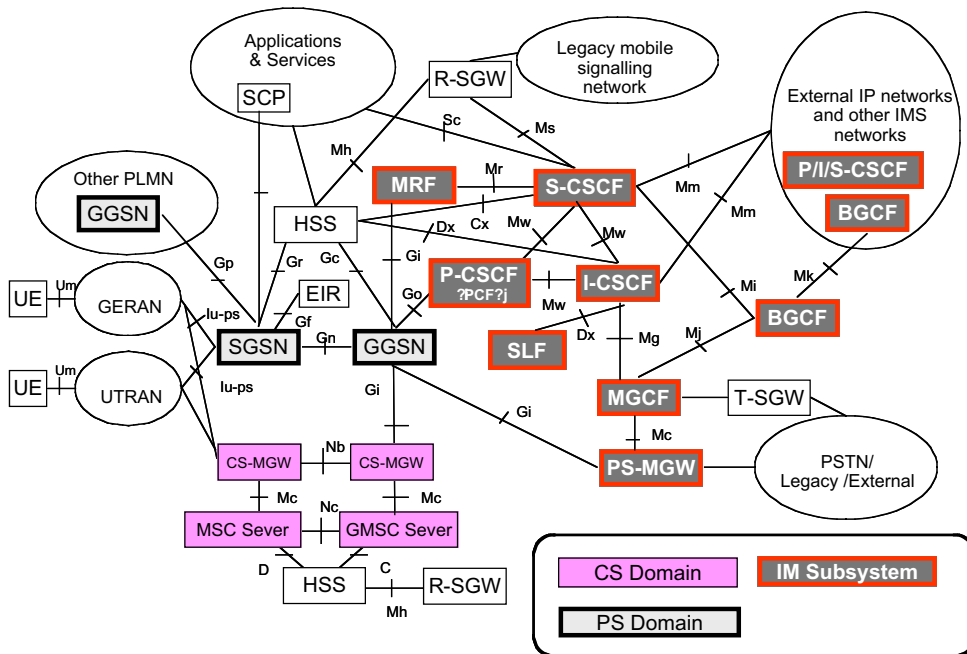 Applications
& Services
SCP
R-SGW
Legacy mobile
signalling
network
External IP networks
and other IMS
networks
P/I/S-CSCF
BGCF
Sc
Ms
Mh
Mr
Mm
Mm
MRF
S-CSCF
Other PLMN
GGSN
HSS
Cx
Dx
Mw
Mw
Gp
Gr
Gc
Gi
P-CSCF
?PCF?j
I-CSCF
Mw
Mk
Mi
BGCF
UE
Um
GERAN
Iu-ps
EIR
Gf
Go
SGSN
Gn
GGSN
SLF
Dx
Mg
Mj
UE
Um
UTRAN
Iu-ps
Gi
Gi
MGCF
T-SGW
Mc
CS-MGW
Nb
CS-MGW
PS-MGW
PSTN/
Legacy /External
Mc
Nc
Mc
MSC Sever
GMSC Sever
D
C
HSS
Mh
R-SGW
CS Domain
IM Subsystem
PS Domain